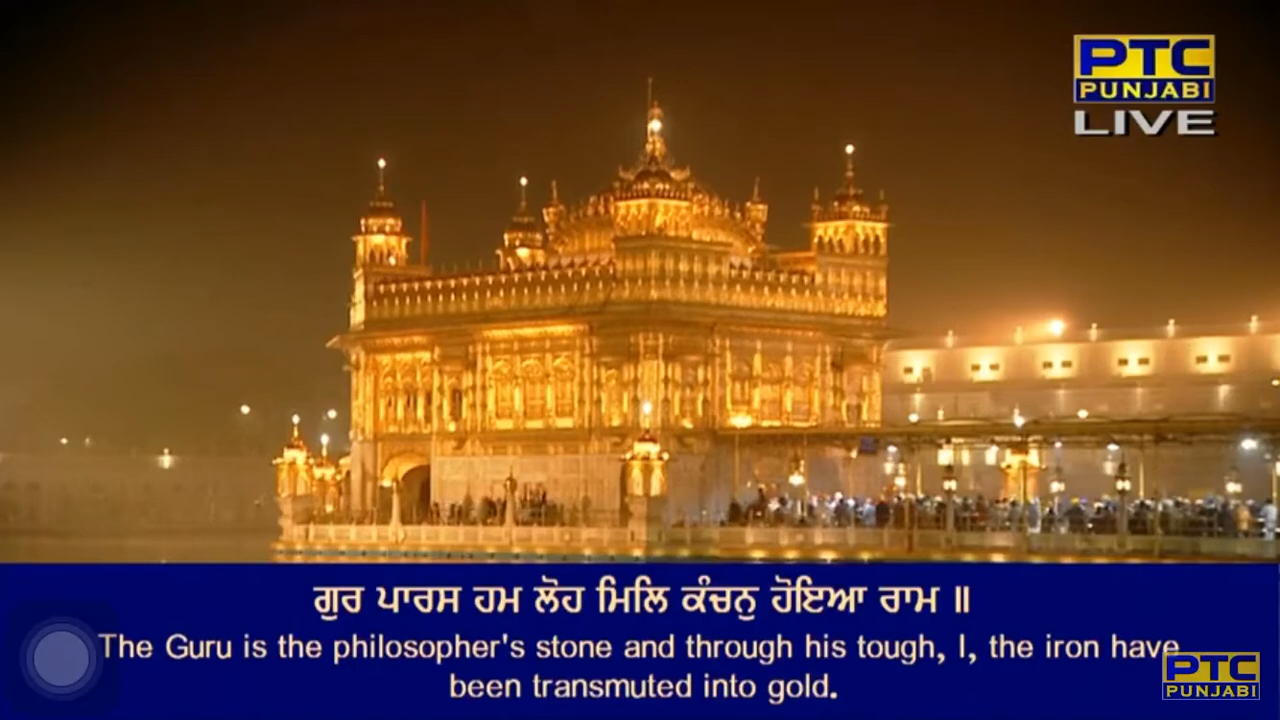 PTC
PUNJABI
LIVE
ਗੁਰ ਪਾਰਸ ਹਮ ਲੋਹ ਮਿਲਿ ਕੰਚਨੁ ਹੋਇਆ ਰਾਮ ॥
The Guru is the philosopher's stone and through his tough, I, the iron have
been transmuted into gold.
PTC
PUNJABI